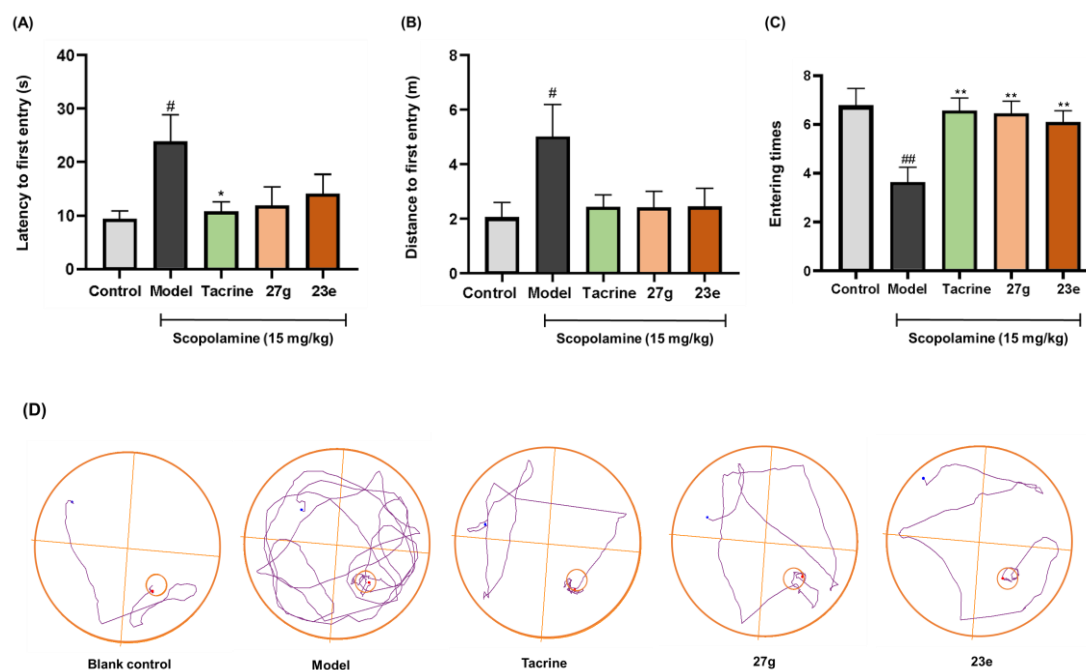 (A)
Latency to first entry (s)
40
30
20
10
0
#
*
Control Model Tacrine 27g 23e
Scopolamine (15 mg/kg)
(B)
Distance to first entry (m)
8
6
4
2
0
#
Control Model Tacrine 27g 23e
Scopolamine (15 mg/kg)
(C)
Entering times
8
6
4
2
0
##
** ** **
Control Model Tacrine 27g 23e
Scopolamine (15 mg/kg)
(D)
Blank control Model Tacrine 27g 23e